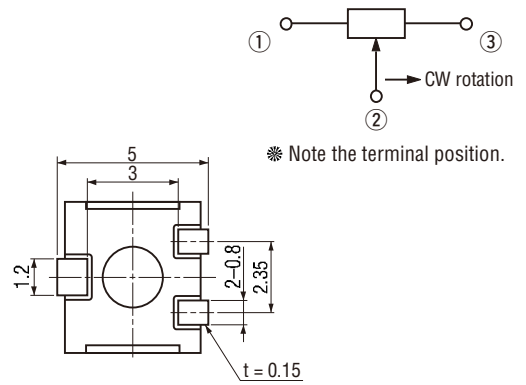 ① ③
CW rotation
②
※ Note the terminal position.
5
3
1.2
2–0.8
2.35
t = 0.15